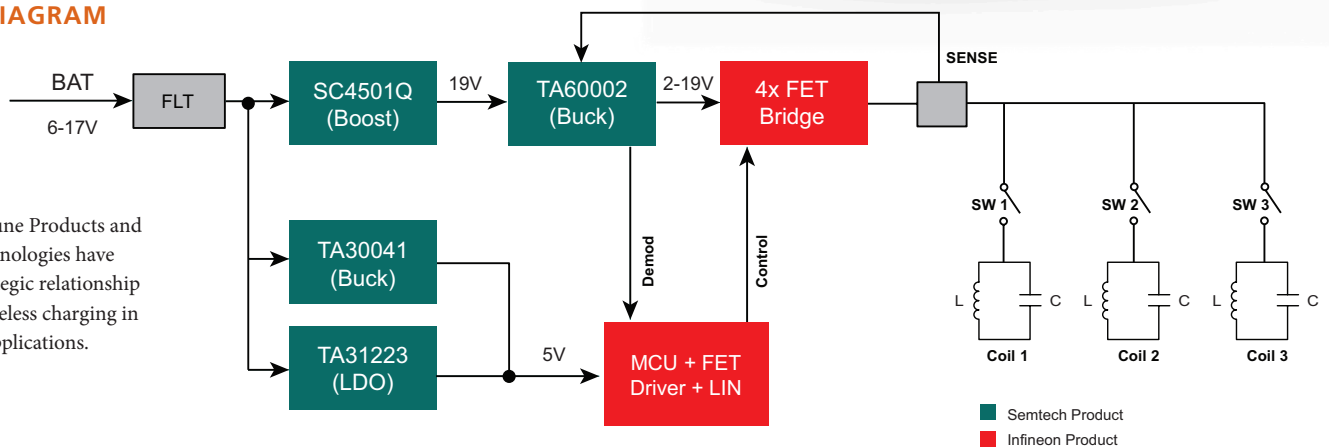 IAGRAM
BAT
6-17V
FLT
SC4501Q
(Boost)
19V
TA60002
(Buck)
2-19V
4x FET
Bridge
SENSE
une Products and
nologies have
egic relationship
eless charging in
pplications.
TA30041
(Buck)
TA31223
(LDO)
5V
Demod
Control
MCU + FET
Driver + LIN
SW 1
SW 2
SW 3
L
C
L
C
L
C
Coil 1
Coil 2
Coil 3
Semtech Product
Infineon Product